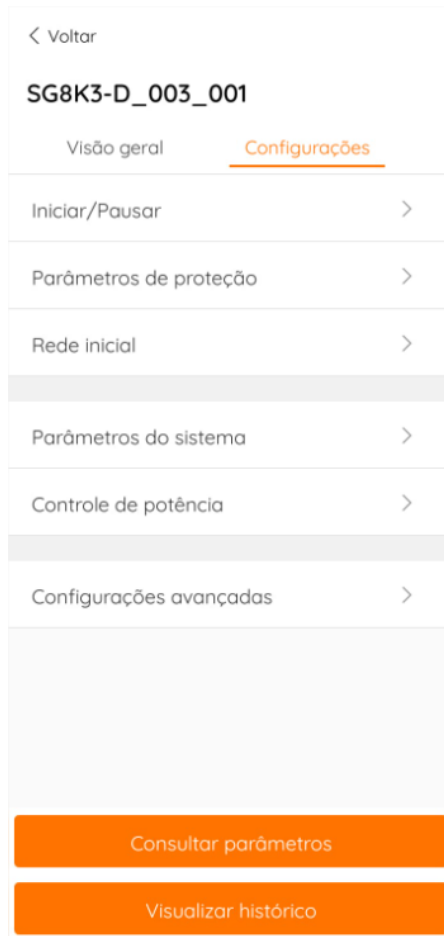 Voltar
SG8K3-D_003_001
Visão geral Configurações
Iniciar/Pausar
Parâmetros de proteção
Rede inicial
Parâmetros do sistema
Controle de potência
Configurações avançadas
Consultar parâmetros
Visualizar histórico